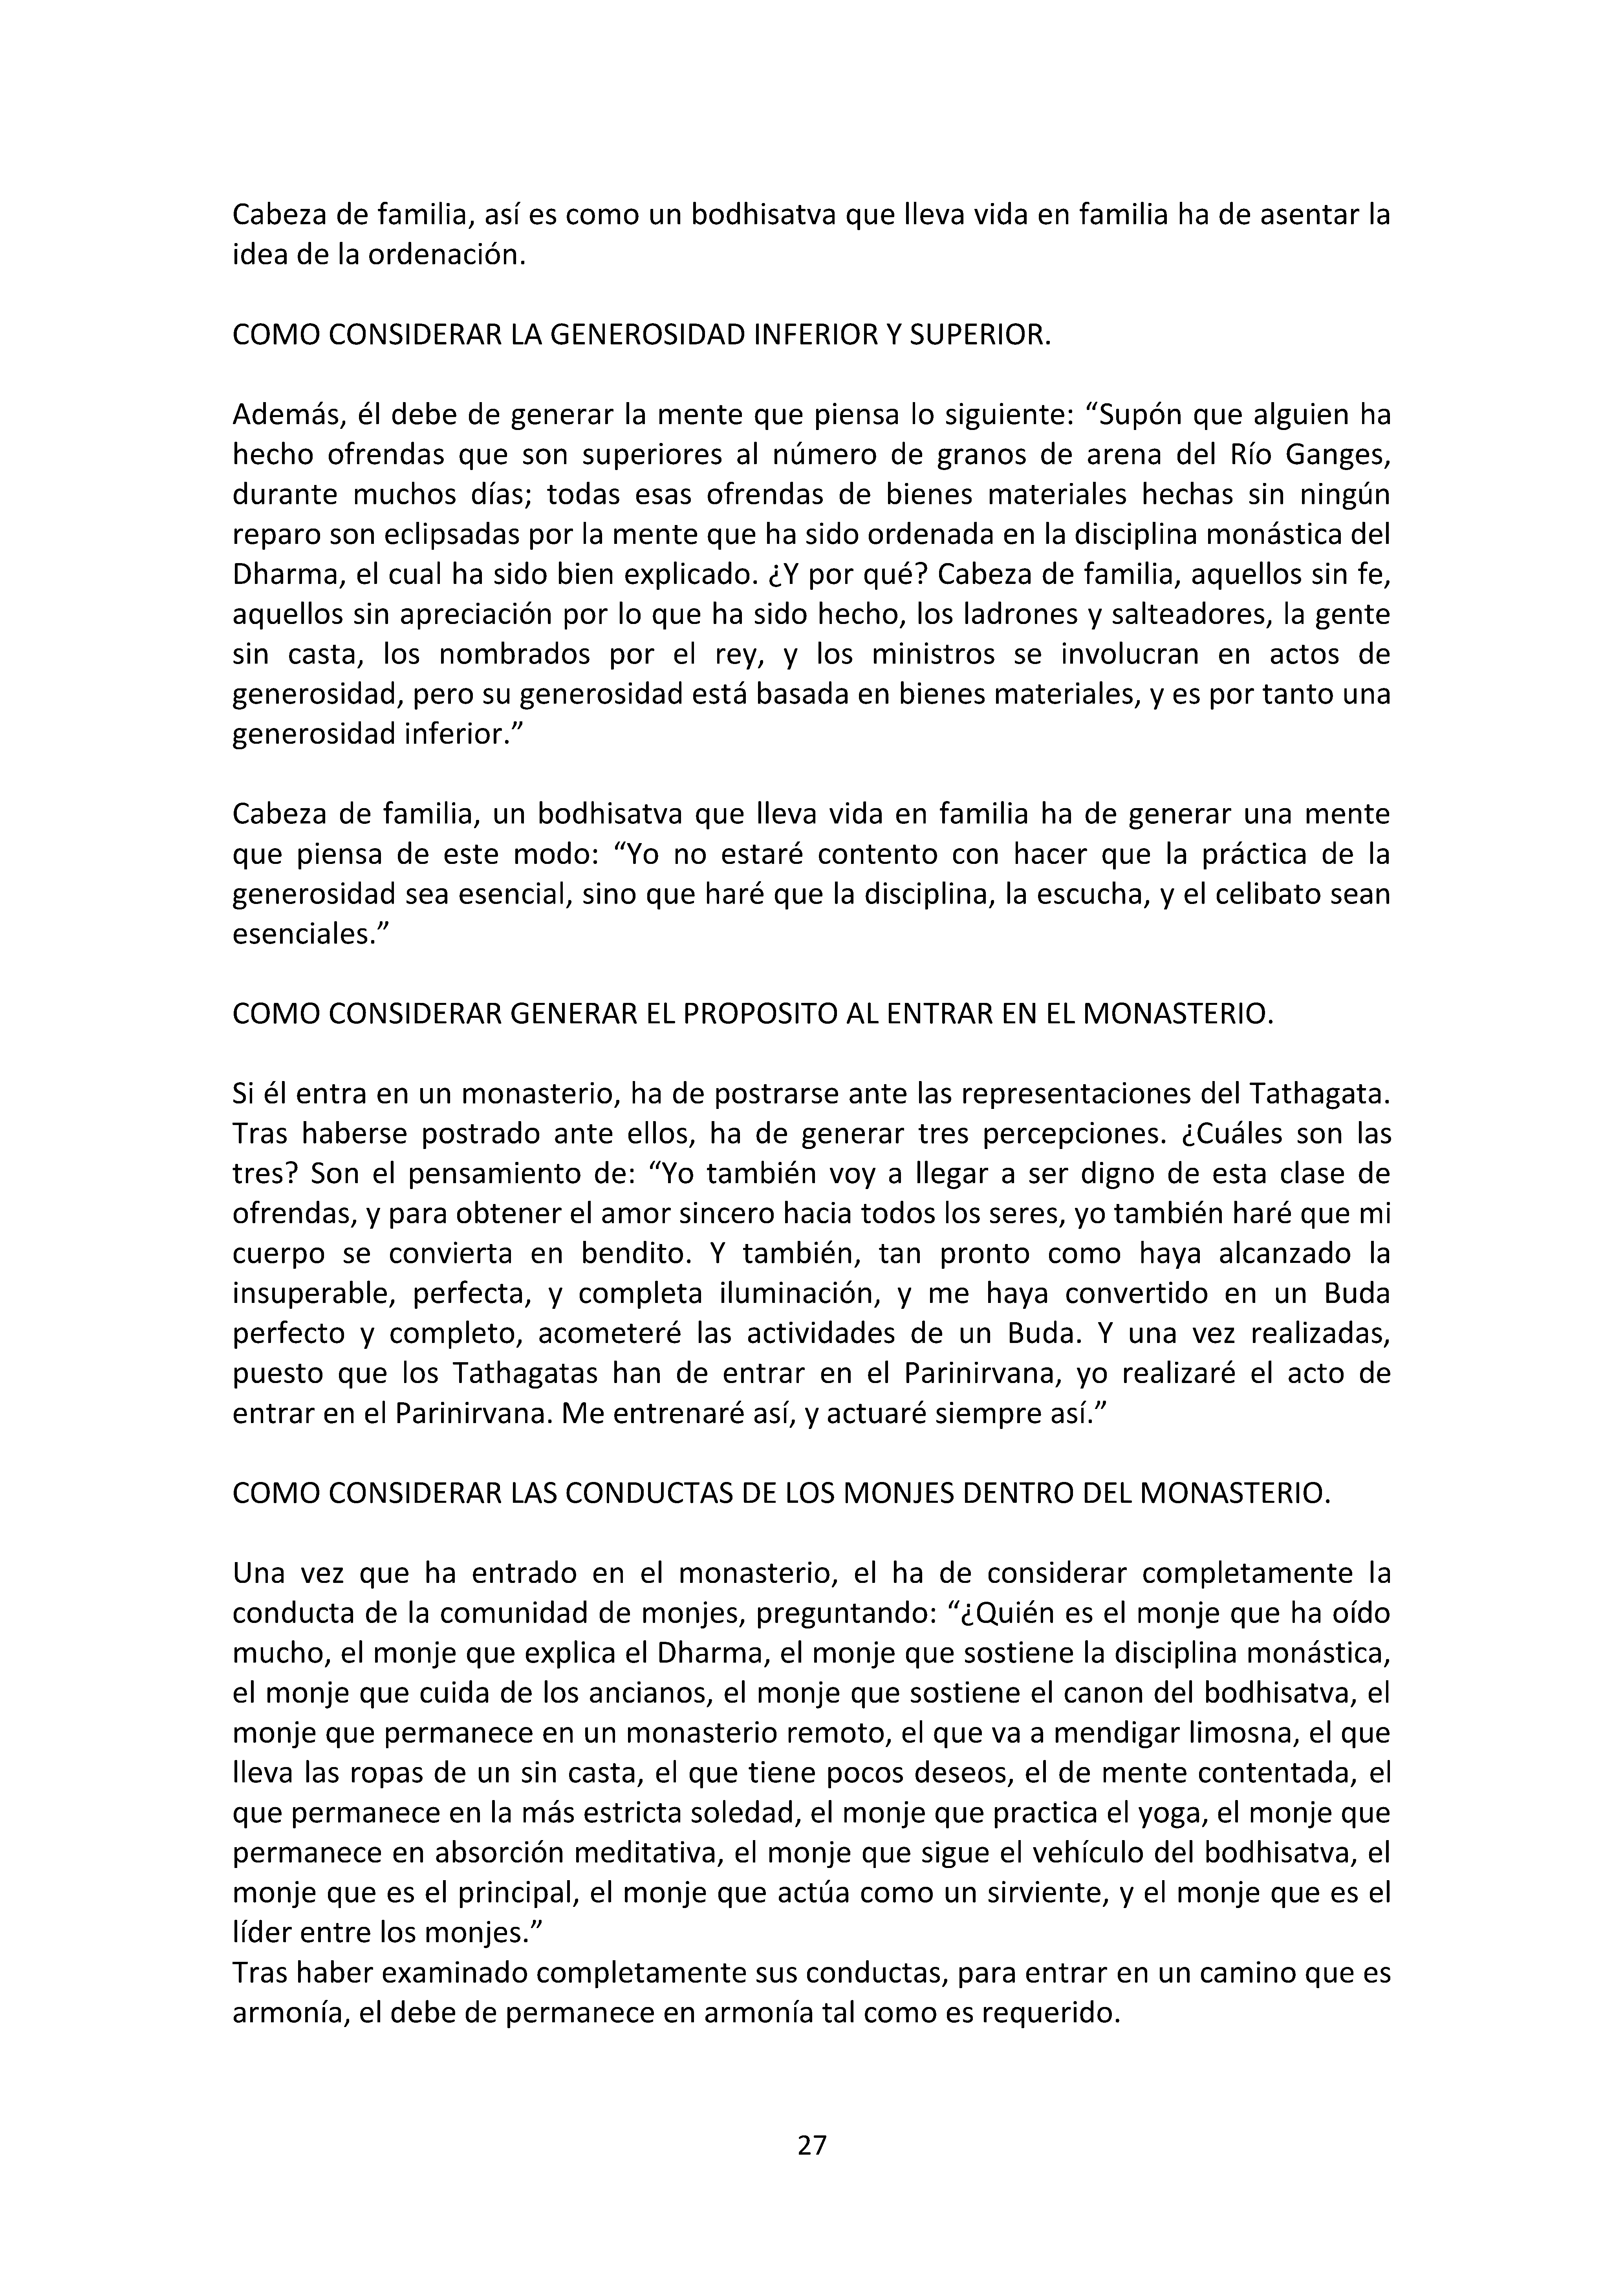 Cabeza de familia, así es como un bodhisatva que lleva vida en familia ha de asentar la
idea de la ordenación.
COMO CONSIDERAR LA GENEROSIDAD INFERIOR Y SUPERIOR.
Además, él debe de generar la mente que piensa lo siguiente: “Supón que alguien ha
hecho ofrendas que son superiores al número de granos de arena del Río Ganges,
durante muchos días; todas esas ofrendas de bienes materiales hechas sin ningún
reparo son eclipsadas por la mente que ha sido ordenada en la disciplina monástica del
Dharma, el cual ha sido bien explicado. ¿Y por qué? Cabeza de familia, aquellos sin fe,
aquellos sin apreciación por lo que ha sido hecho, los ladrones y salteadores, la gente
sin casta, los nombrados por el rey, y los ministros se involucran en actos de
generosidad, pero su generosidad está basada en bienes materiales, y es por tanto una
generosidad inferior.”
Cabeza de familia, un bodhisatva que lleva vida en familia ha de generar una mente
que piensa de este modo: “Yo no estaré contento con hacer que la práctica de la
generosidad sea esencial, sino que haré que la disciplina, la escucha, y el celibato sean
esenciales.”
COMO CONSIDERAR GENERAR EL PROPOSITO AL ENTRAR EN EL MONASTERIO.
Si él entra en un monasterio, ha de postrarse ante las representaciones del Tathagata.
Tras haberse postrado ante ellos, ha de generar tres percepciones. ¿Cuáles son las
tres? Son el pensamiento de: “Yo también voy a llegar a ser digno de esta clase de
ofrendas, y para obtener el amor sincero hacia todos los seres, yo también haré que mi
cuerpo se convierta en bendito. Y también, tan pronto como haya alcanzado la
insuperable, perfecta, y completa iluminación, y me haya convertido en un Buda
perfecto y completo, acometeré las actividades de un Buda. Y una vez realizadas,
puesto que los Tathagatas han de entrar en el Parinirvana, yo realizaré el acto de
entrar en el Parinirvana. Me entrenaré así, y actuaré siempre así.”
COMO CONSIDERAR LAS CONDUCTAS DE LOS MONJES DENTRO DEL MONASTERIO.
Una vez que ha entrado en el monasterio, el ha de considerar completamente la
conducta de la comunidad de monjes, preguntando: “¿Quién es el monje que ha oído
mucho, el monje que explica el Dharma, el monje que sostiene la disciplina monástica,
el monje que cuida de los ancianos, el monje que sostiene el canon del bodhisatva, el
monje que permanece en un monasterio remoto, el que va a mendigar limosna, el que
lleva las ropas de un sin casta, el que tiene pocos deseos, el de mente contentada, el
que permanece en la más estricta soledad, el monje que practica el yoga, el monje que
permanece en absorción meditativa, el monje que sigue el vehículo del bodhisatva, el
monje que es el principal, el monje que actúa como un sirviente, y el monje que es el
líder entre los monjes.”
Tras haber examinado completamente sus conductas, para entrar en un camino que es
armonía, el debe de permanece en armonía tal como es requerido.
27